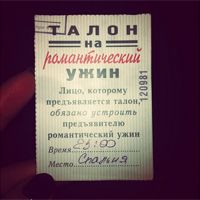 ТАЛОН
на
романтический
УЖИН
Лицо, которому
предъявляется талон,
обязано устроить
предъявителю
романтический ужин
Время 23:00
Место Спальня
120981